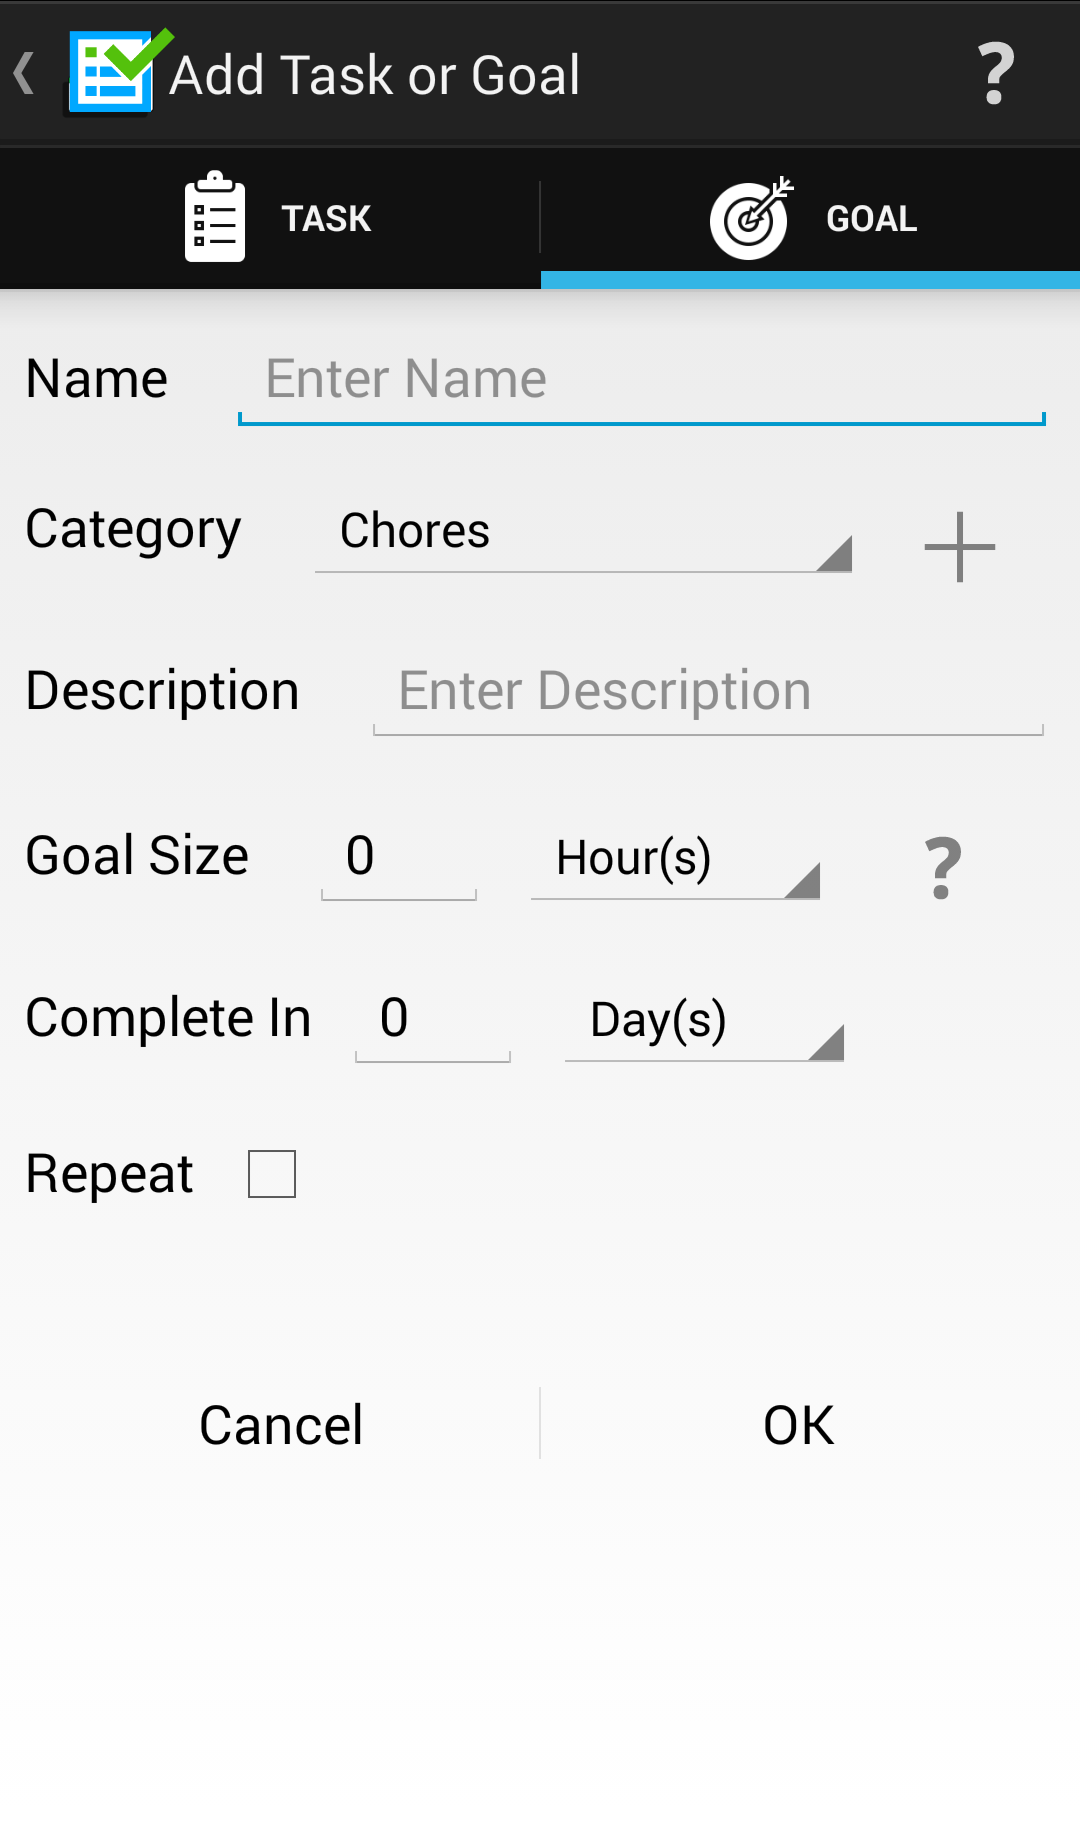 Add Task or Goal ?
TASK GOAL
Name Enter Name
Category Chores
Description Enter Description
Goal Size 0 Hour(s) ?
Complete In 0 Day(s)
Repeat
Cancel OK